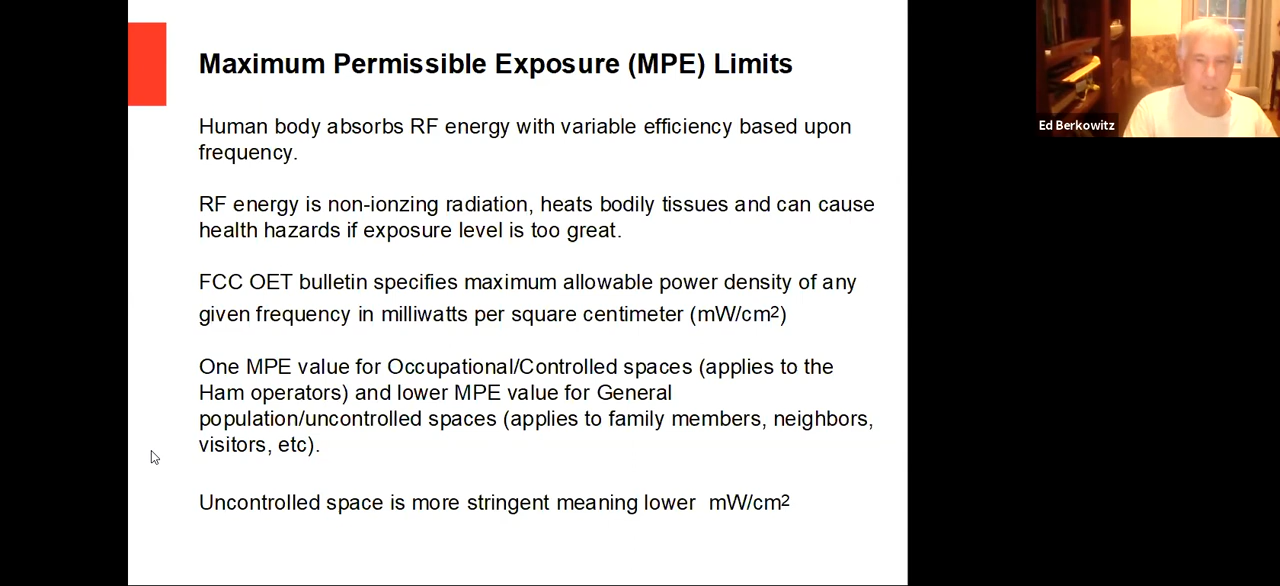 Maximum Permissible Exposure (MPE) Limits
Human body absorbs RF energy with variable efficiency based upon
frequency.
RF energy is non-ionzing radiation, heats bodily tissues and can cause
health hazards if exposure level is too great.
FCC OET bulletin specifies maximum allowable power density of any
given frequency in milliwatts per square centimeter (mW/cm2)
One MPE value for Occupational/Controlled spaces (applies to the
Ham operators) and lower MPE value for General
population/uncontrolled spaces (applies to family members, neighbors,
visitors, etc).
Uncontrolled space is more stringent meaning lower  mW/cm2
Ed Berkowitz